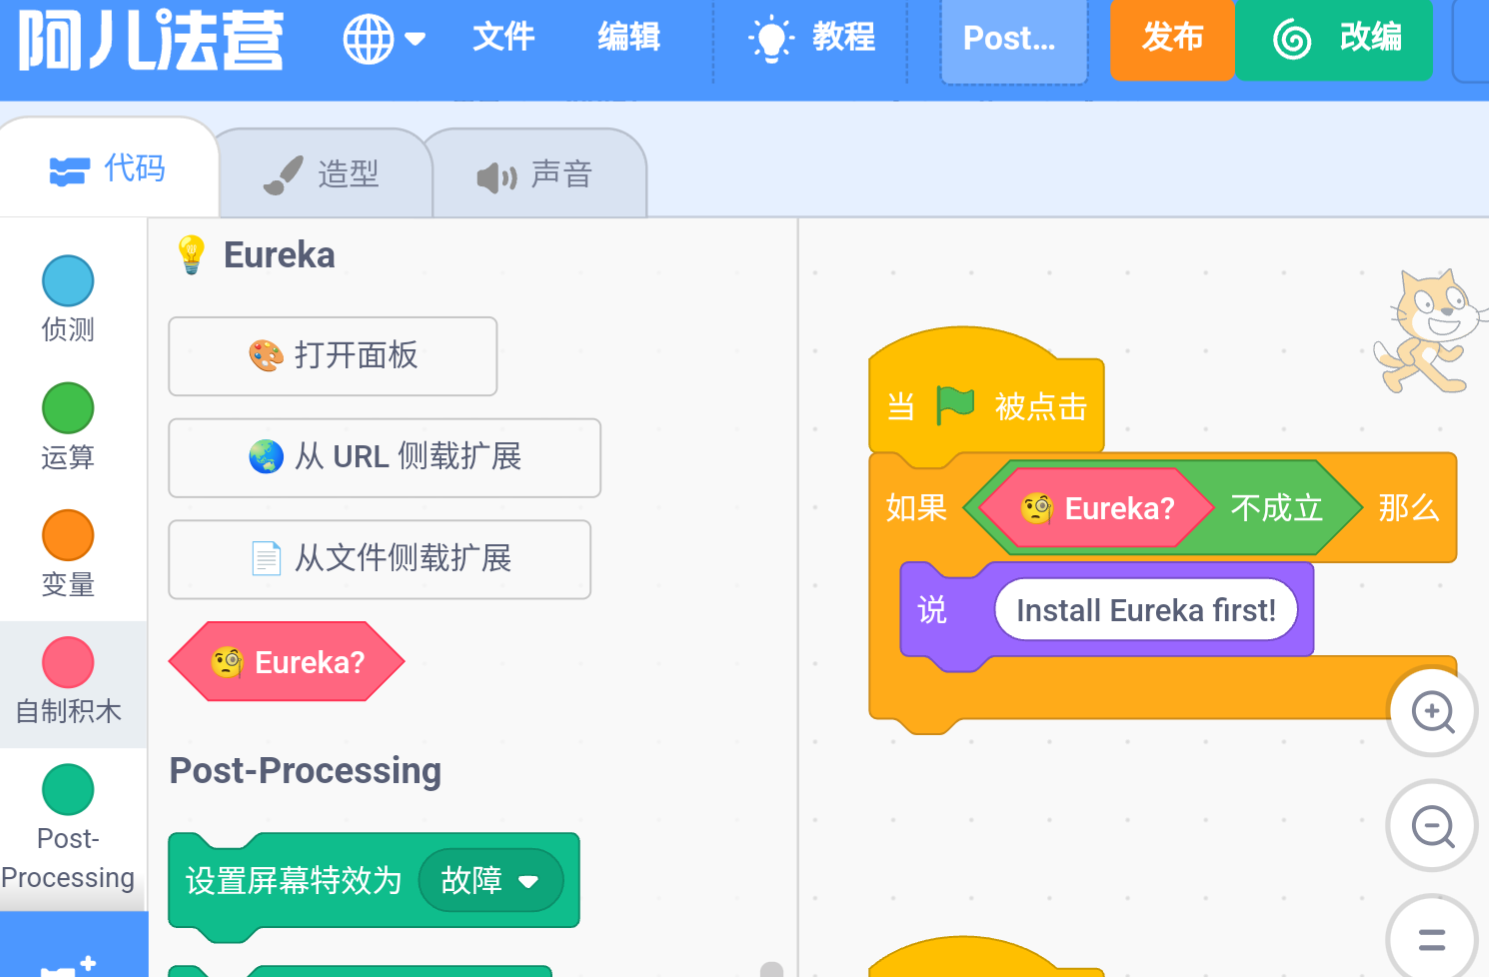 阿儿法营
文件
编辑
教程
Post...
发布
改编
代码
造型
声音
侦测
运算
变量
自制积木
Post-
Processing
Eureka
打开面板
从 URL 侧载扩展
从文件侧载扩展
Eureka?
Post-Processing
设置屏幕特效为 故障
当 被点击
如果 Eureka? 不成立 那么
说 Install Eureka first!